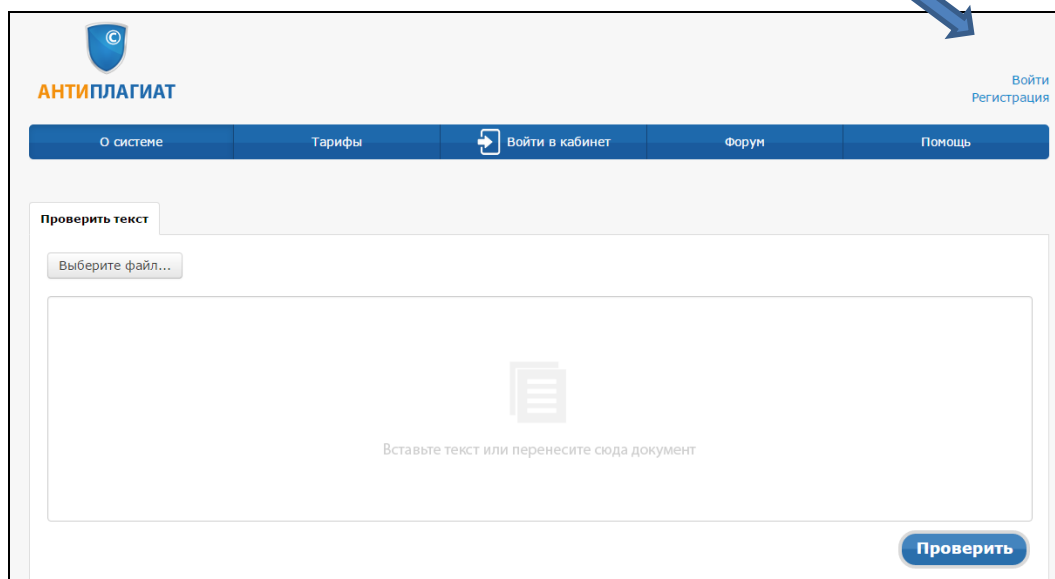 ©
АНТИПЛАГИАТ
Войти
Регистрация
О системе Тарифы Войти в кабинет Форум Помощь
Проверить текст
Выберите файл...
Вставьте текст или перенесите сюда документ
Проверить